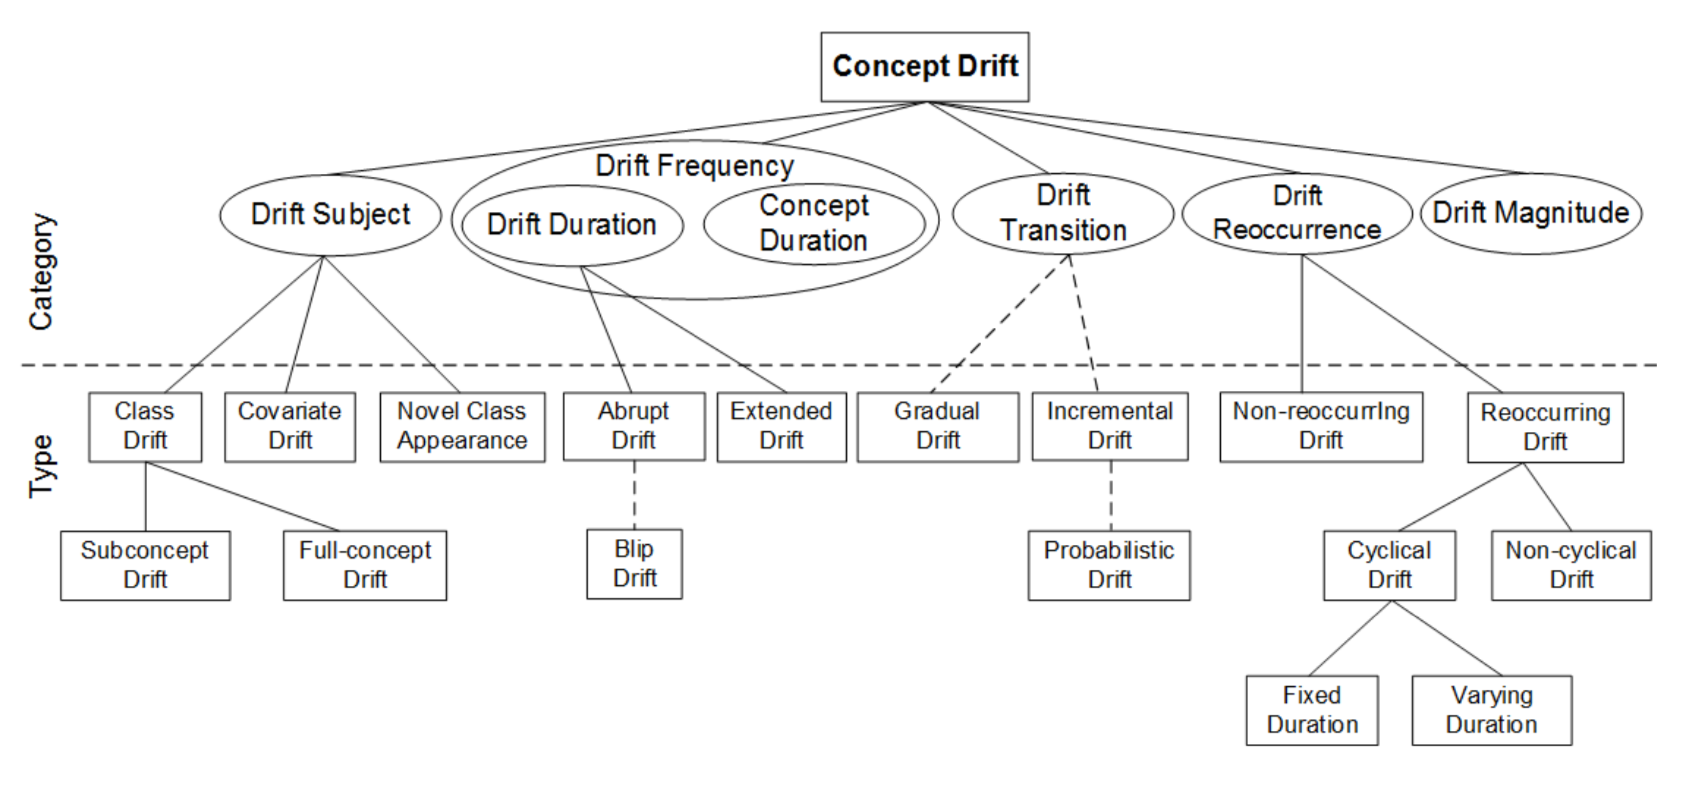 Concept Drift
Drift Frequency
Drift Subject
Drift Duration
Concept
Duration
Drift
Transition
Drift
Reoccurrence
Drift Magnitude
Category
Type
Class
Drift
Covariate
Drift
Novel Class
Appearance
Abrupt
Drift
Extended
Drift
Gradual
Drift
Incremental
Drift
Non-reoccurrIng
Drift
Reoccurring
Drift
Subconcept
Drift
Full-concept
Drift
Blip
Drift
Probabilistic
Drift
Cyclical
Drift
Non-cyclical
Drift
Fixed
Duration
Varying
Duration